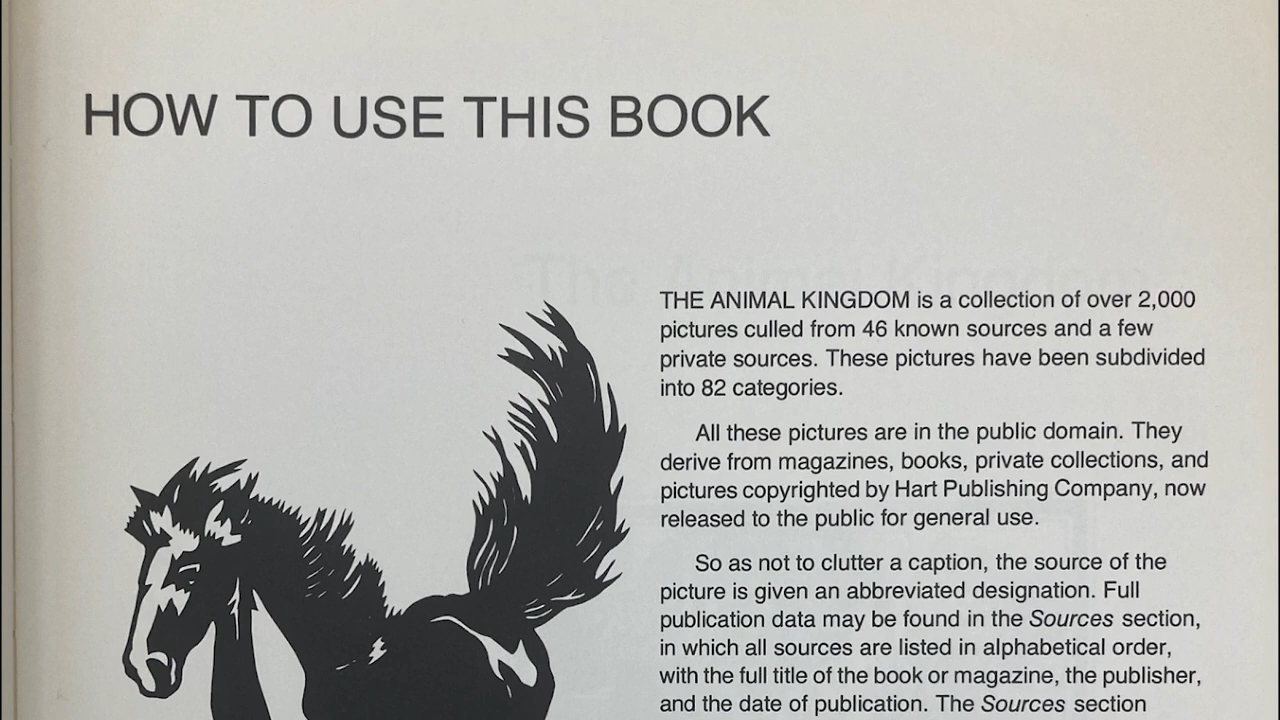 HOW TO USE THIS BOOK
The Animal Kingdom
THE ANIMAL KINGDOM is a collection of over 2,000
pictures culled from 46 known sources and a few
private sources. These pictures have been subdivided
into 82 categories.
All these pictures are in the public domain. They
derive from magazines, books, private collections, and
pictures copyrighted by Hart Publishing Company, now
released to the public for general use.
So as not to clutter a caption, the source of the
picture is given an abbreviated designation. Full
publication data may be found in the Sources section,
in which all sources are listed in alphabetical order,
with the full title of the book or magazine, the publisher,
and the date of publication. The Sources section